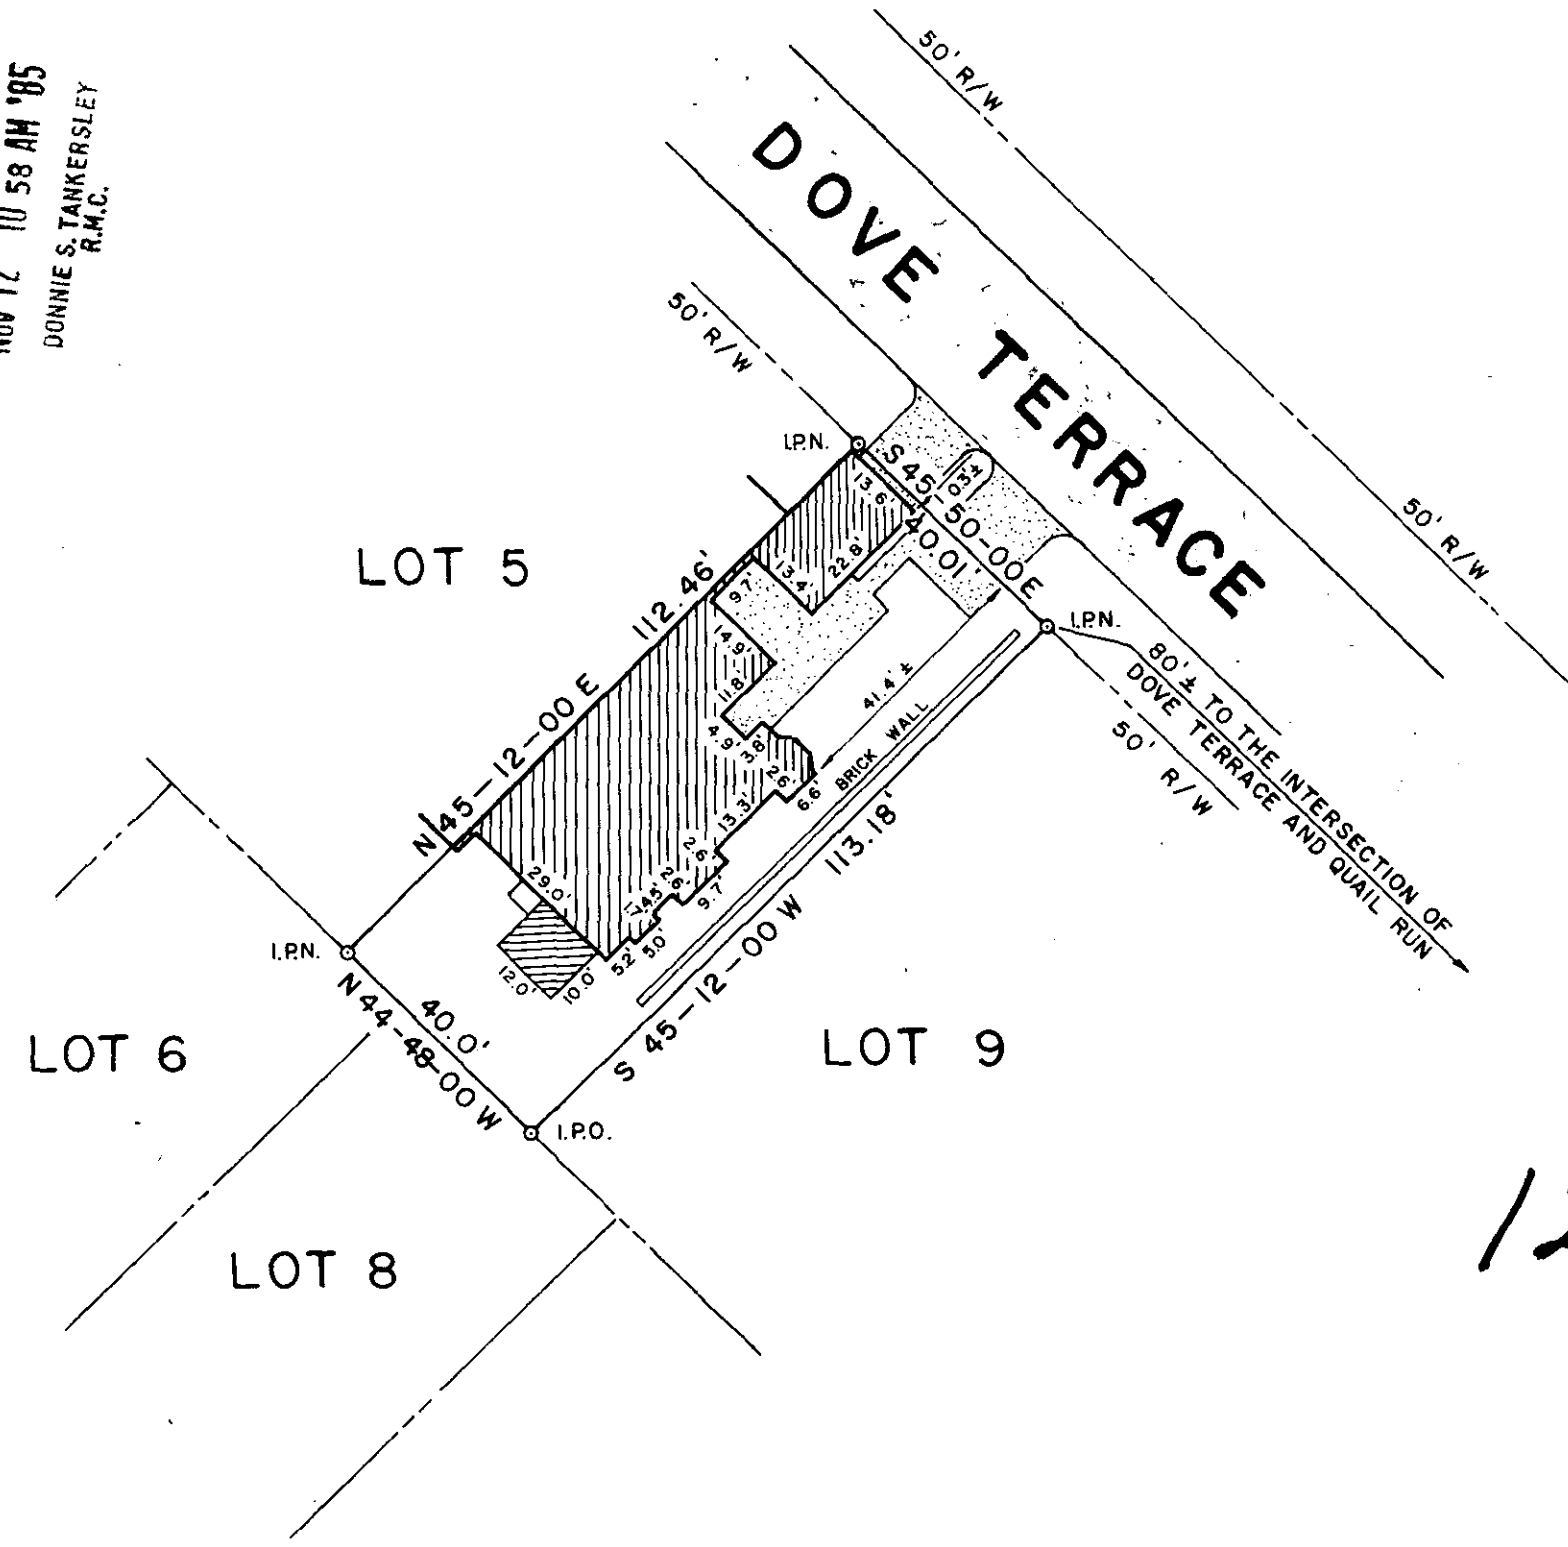 NOV 12 10 58 AM '85
DONNIE S. TANKERSLEY
R.M.C.
50' R/W
DOVE TERRACE
50' R/W
50' R/W
I.P.N.
S 45-50-00 E
40.01'
13.6'
0.3'±
22.8'
13.4'
9.7'
14.9'
11.8'
4.9'
3.8'
2.6'
6.6'
13.3'
2.6'
9.7'
2.6'
4.5'
5.0'
5.2'
29.0'
12.0'
10.0'
41.4'±
BRICK WALL
LOT 5
N 45-12-00 E
112.46'
I.P.N.
80'± TO THE INTERSECTION OF
DOVE TERRACE AND QUAIL RUN
50' R/W
S 45-12-00 W
113.18'
I.P.N.
N 44-48-00 W
40.0'
I.P.O.
LOT 6
LOT 9
LOT 8